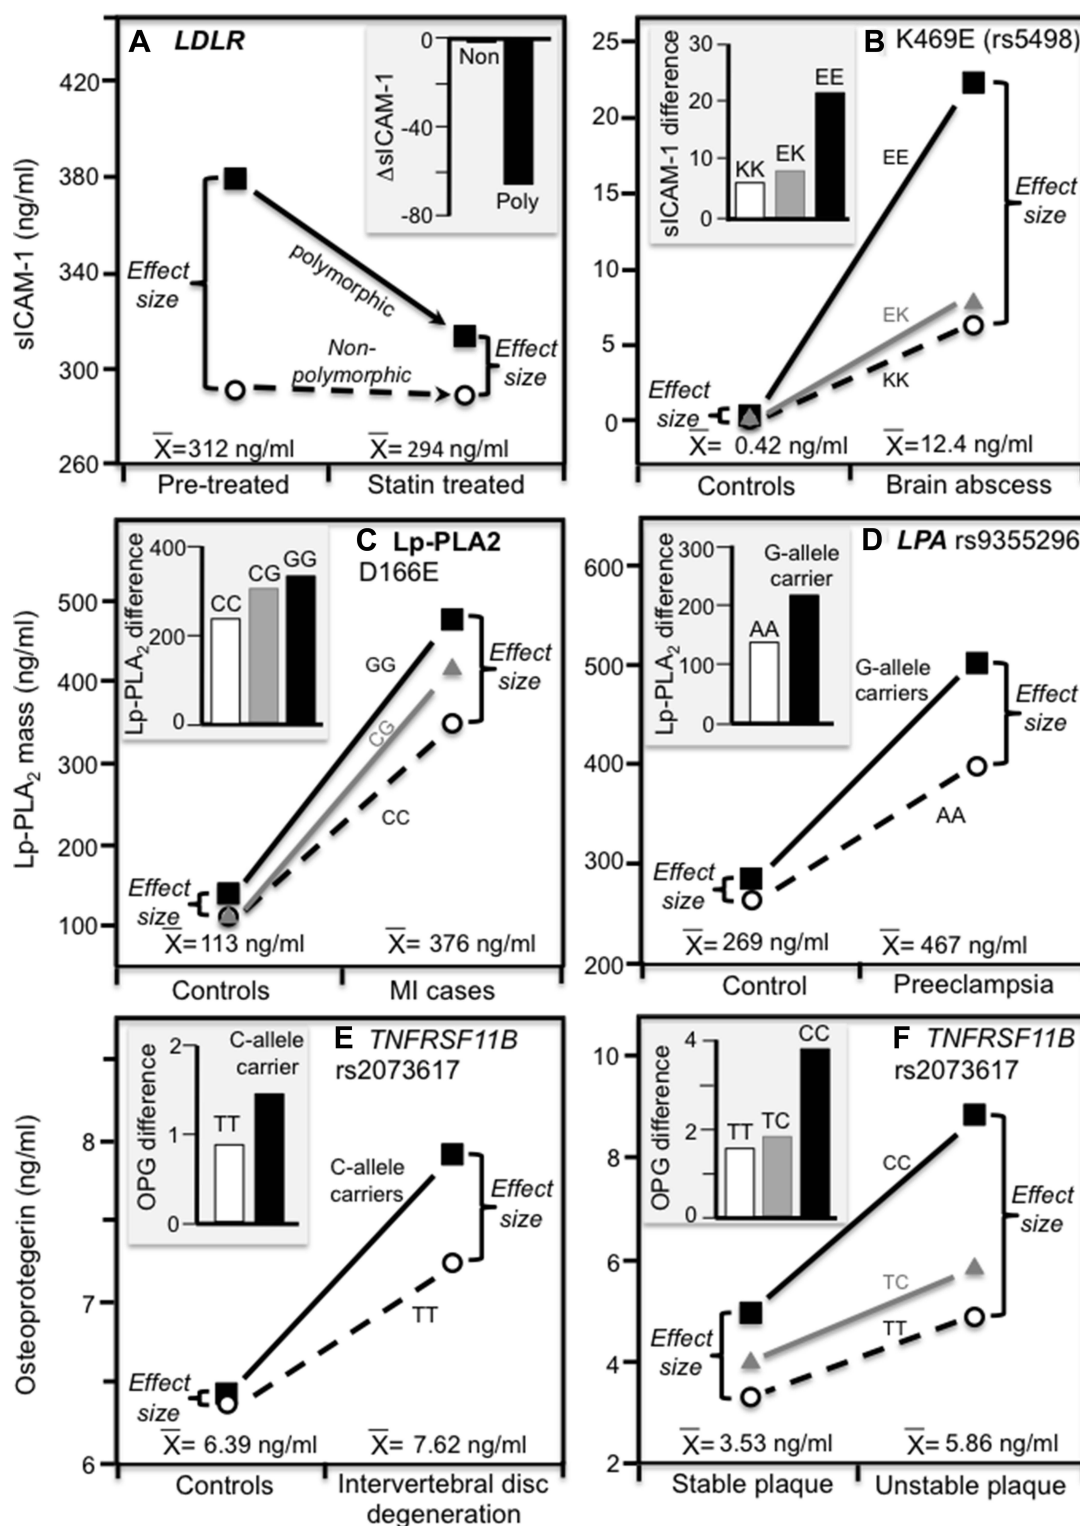 A LDLR
sICAM-1 (ng/ml)
420
380
340
300
260
ΔsICAM-1
0
-40
-80
Non
Poly
Effect
size
polymorphic
Non-
polymorphic
Effect
size
X̅=312 ng/ml
X̅=294 ng/ml
Pre-treated
Statin treated
B K469E (rs5498)
25
20
15
10
5
0
sICAM-1 difference
30
20
10
0
KK
EK
EE
EE
EK
KK
Effect
size
Effect
size
X̅= 0.42 ng/ml
X̅=12.4 ng/ml
Controls
Brain abscess
C Lp-PLA2
D166E
Lp-PLA2 mass (ng/ml)
500
400
300
200
100
Lp-PLA2 difference
400
200
0
CC
CG
GG
GG
CG
CC
Effect
size
Effect
size
X̅=113 ng/ml
X̅= 376 ng/ml
Controls
MI cases
D LPA rs9355296
600
500
400
300
200
Lp-PLA2 difference
300
200
100
0
AA
G-allele
carrier
G-allele
carriers
AA
Effect
size
Effect
size
X̅= 269 ng/ml
X̅= 467 ng/ml
Control
Preeclampsia
E TNFRSF11B
rs2073617
Osteoprotegerin (ng/ml)
8
7
6
OPG difference
2
1
0
TT
C-allele
carrier
C-allele
carriers
TT
Effect
size
Effect
size
X̅= 6.39 ng/ml
X̅= 7.62 ng/ml
Controls
Intervertebral disc
degeneration
F TNFRSF11B
rs2073617
10
8
6
4
2
OPG difference
4
2
0
TT
TC
CC
CC
TC
TT
Effect
size
Effect
size
X̅=3.53 ng/ml
X̅= 5.86 ng/ml
Stable plaque
Unstable plaque